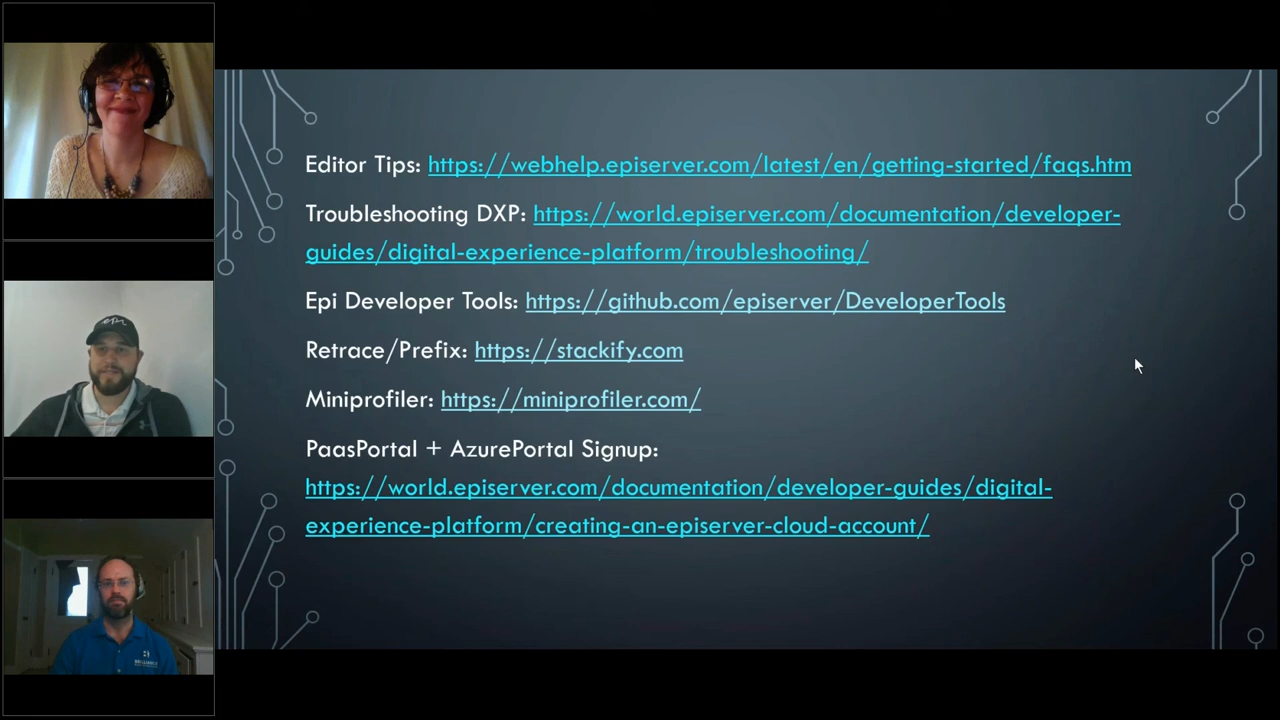 Editor Tips: https://webhelp.episerver.com/latest/en/getting-started/faqs.htm
Troubleshooting DXP: https://world.episerver.com/documentation/developer-
guides/digital-experience-platform/troubleshooting/
Epi Developer Tools: https://github.com/episerver/DeveloperTools
Retrace/Prefix: https://stackify.com
Miniprofiler: https://miniprofiler.com/
PaasPortal + AzurePortal Signup:
https://world.episerver.com/documentation/developer-guides/digital-
experience-platform/creating-an-episerver-cloud-account/
epi